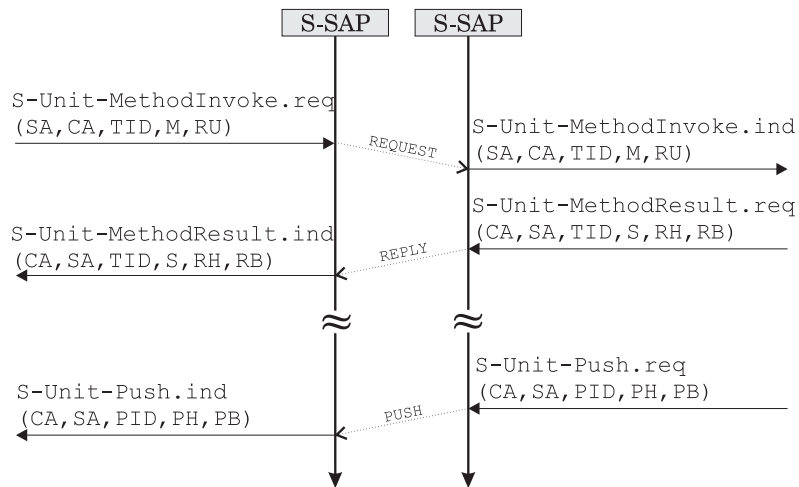 S-SAP S-SAP
S-Unit-MethodInvoke.req
(SA,CA,TID,M,RU)
REQUEST
S-Unit-MethodInvoke.ind
(SA,CA,TID,M,RU)
S-Unit-MethodResult.req
(CA,SA,TID,S,RH,RB)
REPLY
S-Unit-MethodResult.ind
(CA,SA,TID,S,RH,RB)
S-Unit-Push.req
(CA,SA,PID,PH,PB)
PUSH
S-Unit-Push.ind
(CA,SA,PID,PH,PB)